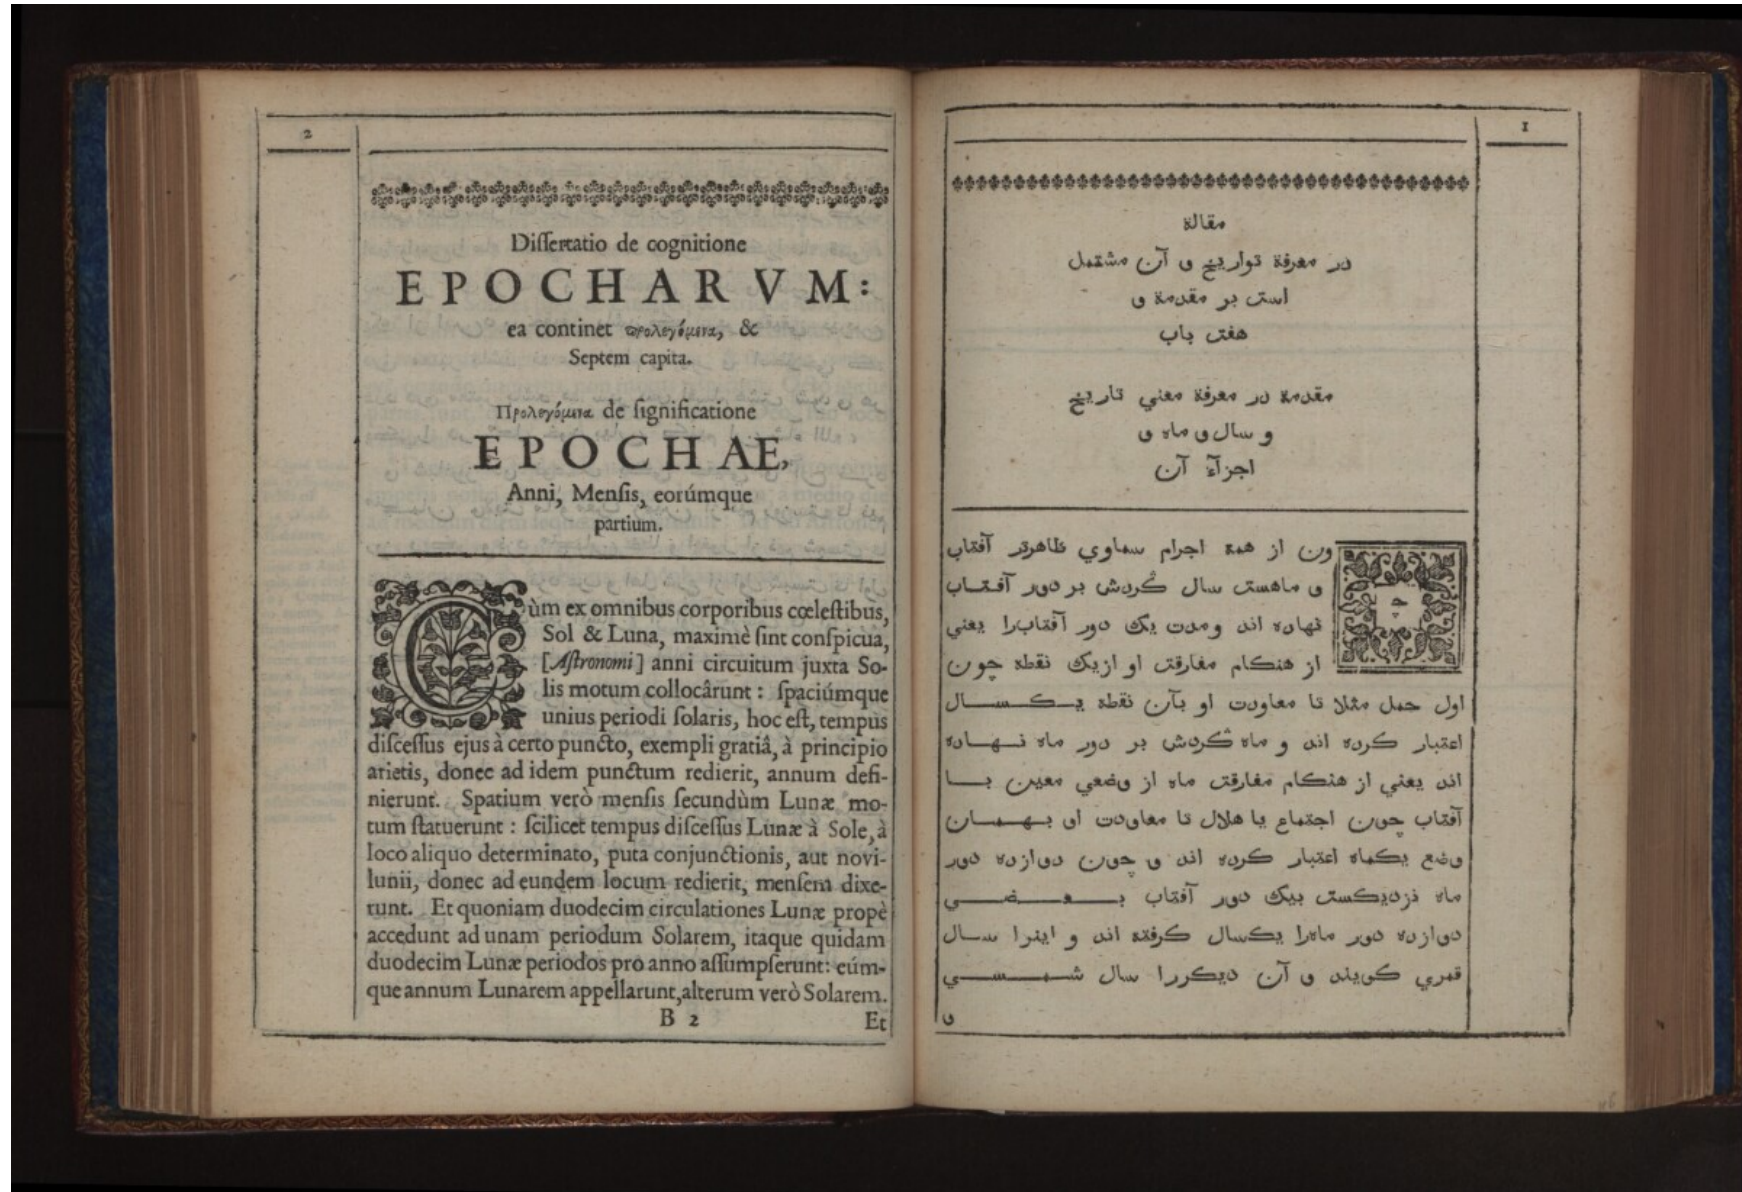 2
Dissertatio de cognitione
EPOCHARVM:
ea continet προλεγόμενα, &
Septem capita.
Προλεγόμενα de significatione
EPOCHAE,
Anni, Mensis, eorúmque
partium.
Cùm ex omnibus corporibus cœlestibus,
Sol & Luna, maximè sint conspicua,
[Astronomi] anni circuitum juxta So-
lis motum collocârunt: spaciúmque
unius periodi solaris, hoc est, tempus
discessus ejus à certo puncto, exempli gratiâ, à principio
arietis, donec ad idem punctum redierit, annum defi-
nierunt. Spatium verò mensis secundùm Lunæ mo-
tum statuerunt: scilicet tempus discessus Lunæ à Sole, à
loco aliquo determinato, puta conjunctionis, aut novi-
lunii, donec ad eundem locum redierit, mensem dixe-
runt. Et quoniam duodecim circulationes Lunæ propè
accedunt ad unam periodum Solarem, itaque quidam
duodecim Lunæ periodos pro anno assumpserunt: eúm-
que annum Lunarem appellarunt, alterum verò Solarem.
B 2
Et
1
مقالة
در معرفة تواريخ و آن مشتمل
است بر مقدمة و
هفت باب
مقدمة در معرفة معني تاريخ
و سال و ماه و
اجزآء آن
چون از همه اجرام سماوي ظاهرتر آفتاب
و ماهست سال گردش بر دور آفتاب
نهاده اند ومدت يك دور آفتاب‌را يعني
از هنكام مفارقت او ازيك نقطه چون
اول حمل مثلا تا معاودت او بآن نقطه يكسال
اعتبار كرده اند و ماه گردش بر دور ماه نهاده
اند يعني از هنكام مفارقت ماه از وضعي معين با
آفتاب چون اجتماع يا هلال تا معاودت او بهمان
وضع يكماه اعتبار كرده اند و چون دوازده دور
ماه نزديكست بيك دور آفتاب بعضي
دوازده دور ماه‌را يكسال كرفته اند و اينرا سال
قمري كويند و آن ديكررا سال شمسي
و